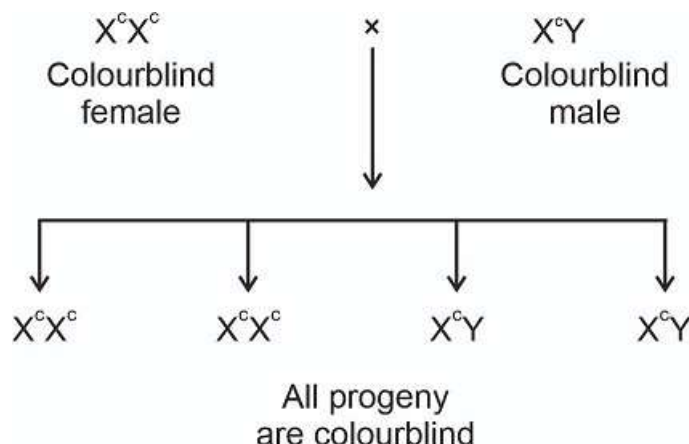 XᶜXᶜ × XᶜY
Colourblind female Colourblind male
XᶜXᶜ XᶜXᶜ XᶜY XᶜY
All progeny
are colourblind